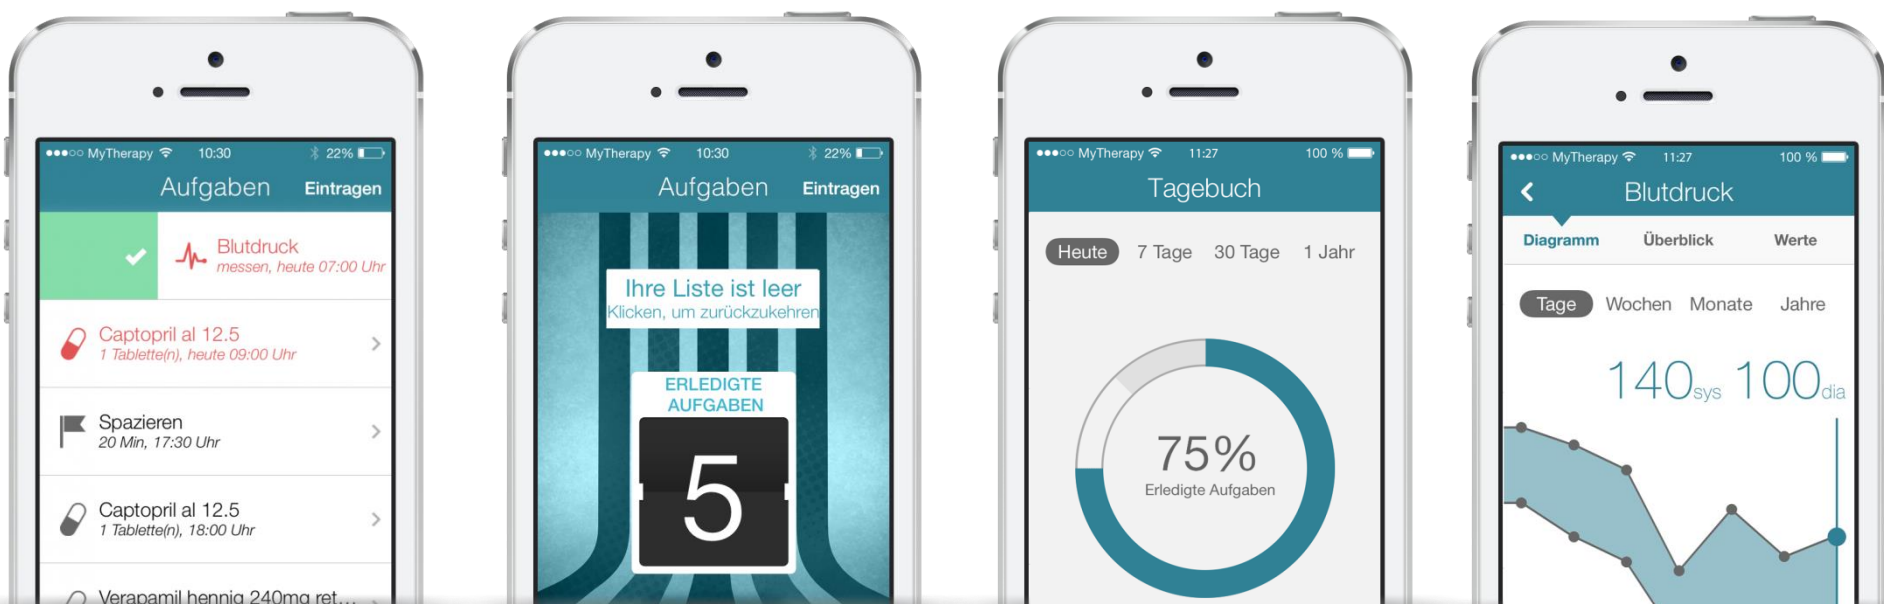 MyTherapy 10:30 22%
Aufgaben Eintragen
Blutdruck
messen, heute 07:00 Uhr
Captopril al 12.5
1 Tablette(n), heute 09:00 Uhr
Spazieren
20 Min, 17:30 Uhr
Captopril al 12.5
1 Tablette(n), 18:00 Uhr
Verapamil hennig 240mg ret...
MyTherapy 10:30 22%
Aufgaben Eintragen
Ihre Liste ist leer
Klicken, um zurückzukehren
ERLEDIGTE
AUFGABEN
5
MyTherapy 11:27 100 %
Tagebuch
Heute 7 Tage 30 Tage 1 Jahr
75%
Erledigte Aufgaben
MyTherapy 11:27 100 %
Blutdruck
Diagramm Überblick Werte
Tage Wochen Monate Jahre
140sys 100dia